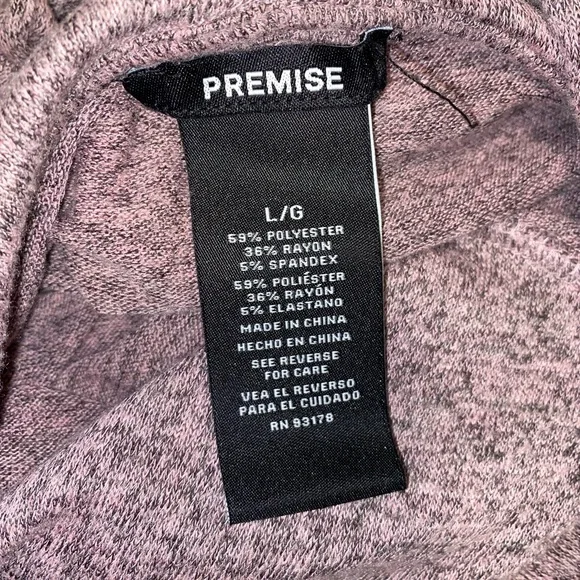 PREMISE
L/G
59% POLYESTER
36% RAYON
5% SPANDEX
59% POLIÉSTER
36% RAYÓN
5% ELASTANO
MADE IN CHINA
HECHO EN CHINA
SEE REVERSE
FOR CARE
VEA EL REVERSO
PARA EL CUIDADO
RN 93178